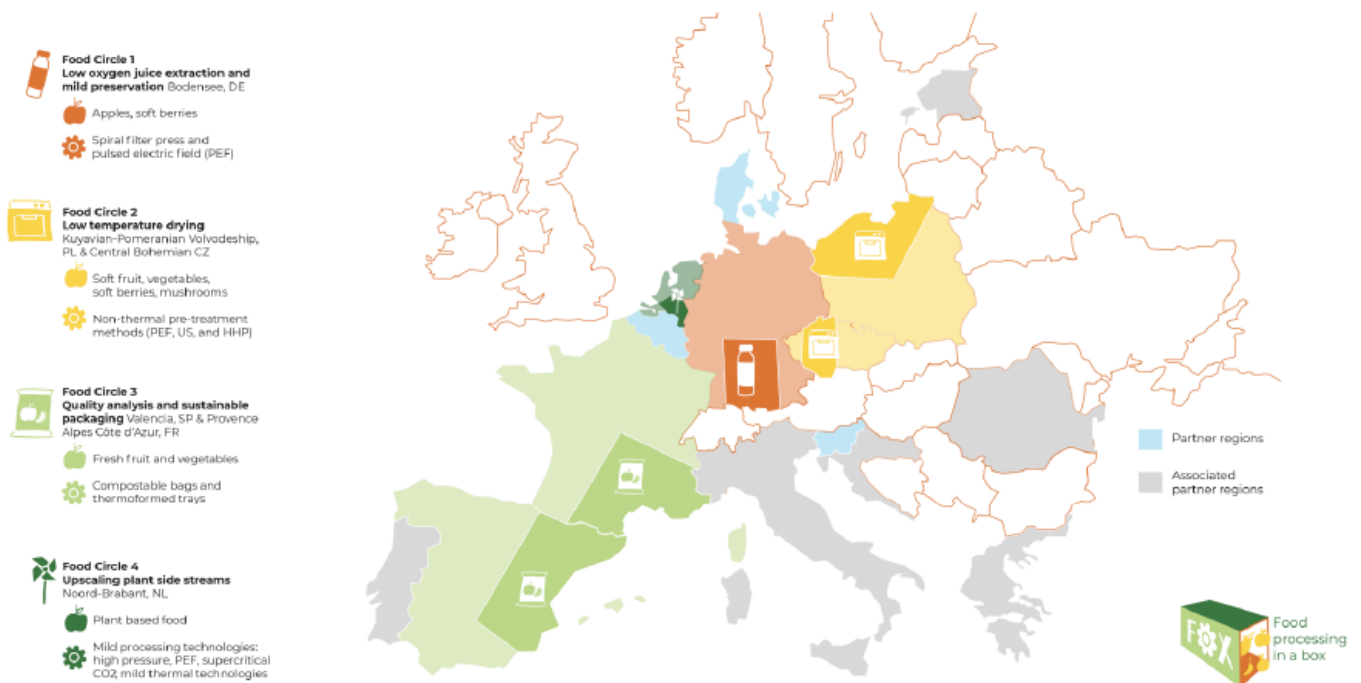 Food Circle 1
Low oxygen juice extraction and
mild preservation Bodensee, DE
Apples, soft berries
Spiral filter press and
pulsed electric field (PEF)
Food Circle 2
Low temperature drying
Kuyavian-Pomeranian Volvodeship,
PL & Central Bohemian CZ
Soft fruit, vegetables,
soft berries, mushrooms
Non-thermal pre-treatment
methods (PEF, US, and HHP)
Food Circle 3
Quality analysis and sustainable
packaging Valencia, SP & Provence
Alpes Côte d'Azur, FR
Fresh fruit and vegetables
Compostable bags and
thermoformed trays
Food Circle 4
Upscaling plant side streams
Noord-Brabant, NL
Plant based food
Mild processing technologies:
high pressure, PEF, supercritical
CO2, mild thermal technologies
Partner regions
Associated
partner regions
FOX
Food
processing
in a box